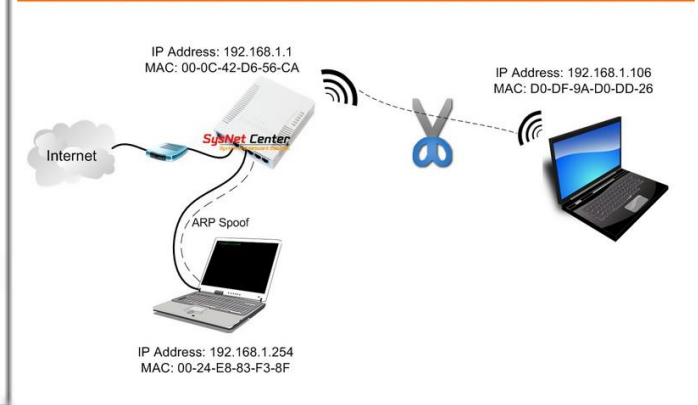 IP Address: 192.168.1.1
MAC: 00-0C-42-D6-56-CA
IP Address: 192.168.1.106
MAC: D0-DF-9A-D0-DD-26
SysNet Center
Internet
ARP Spoof
IP Address: 192.168.1.254
MAC: 00-24-E8-83-F3-8F